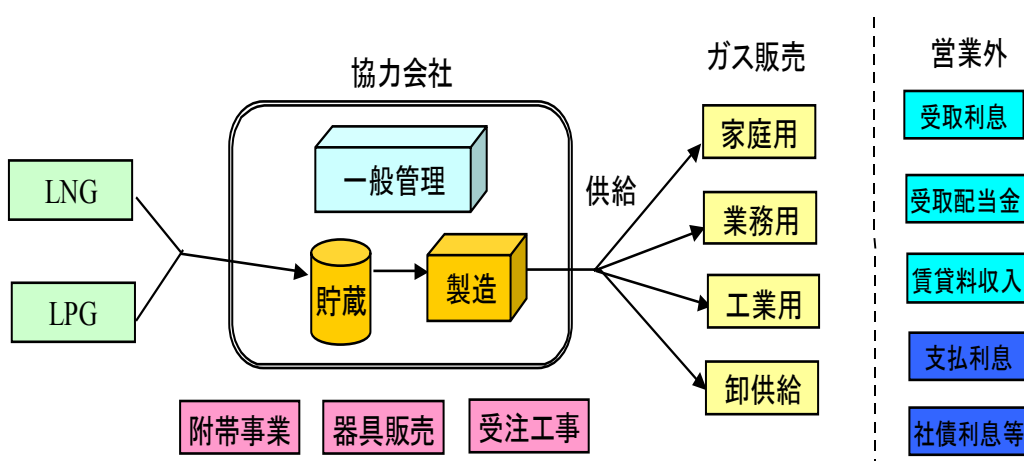 協力会社
ガス販売
営業外
LNG
LPG
一般管理
貯蔵
製造
供給
家庭用
業務用
工業用
卸供給
附帯事業
器具販売
受注工事
受取利息
受取配当金
賃貸料収入
支払利息
社債利息等